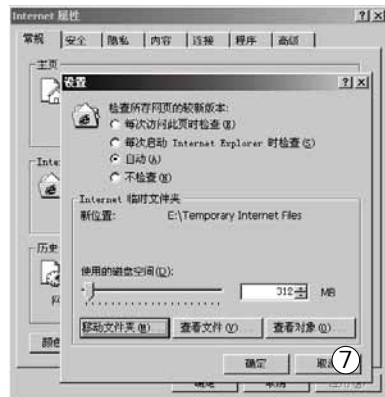 Internet 属性
常规 安全 隐私 内容 连接 程序 高级
主页
设置
检查所存网页的较新版本:
每次访问此页时检查(E)
每次启动 Internet Explorer 时检查(S)
自动(A)
不检查(N)
Inte
Internet 临时文件夹
新位置: E:\Temporary Internet Files
历史
使用的磁盘空间(D):
312 MB
移动文件夹(M)... 查看文件(V)... 查看对象(O)...
颜色
确定 取消
⑦